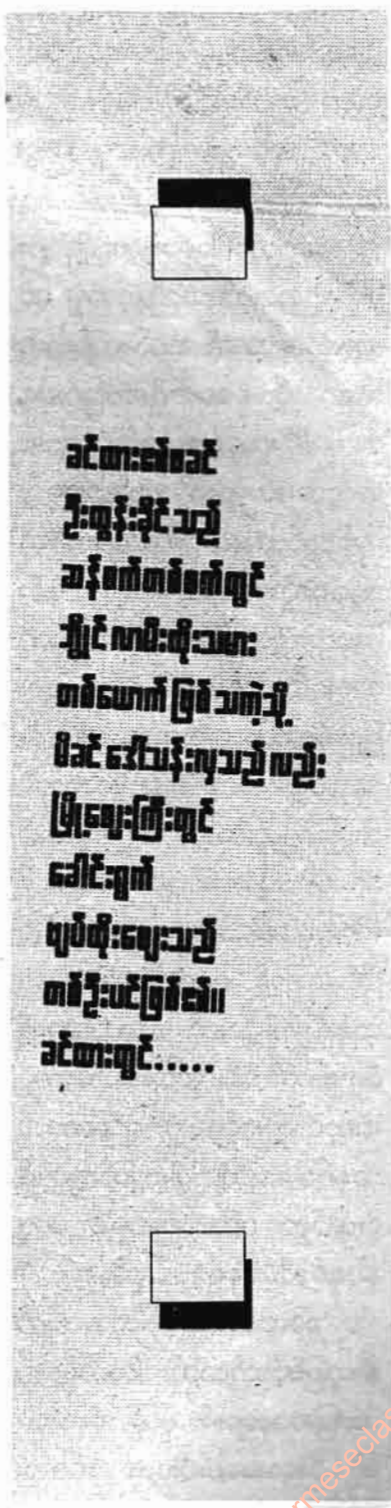 ခင်ထား၏ဖခင်
ဦးထွန်းခိုင်သည်
ဆန်စက်တစ်စက်တွင်
ဘွိုင်လာမီးထိုးသမား
တစ်ယောက်ဖြစ်သကဲ့သို့
မိခင်ဒေါ်သန်းလှသည်လည်း
မြို့ဈေးကြီးတွင်
ခေါင်းရွက်
ဗျပ်ထိုးဈေးသည်
တစ်ဦးပင်ဖြစ်၏။
ခင်ထားတွင်.....